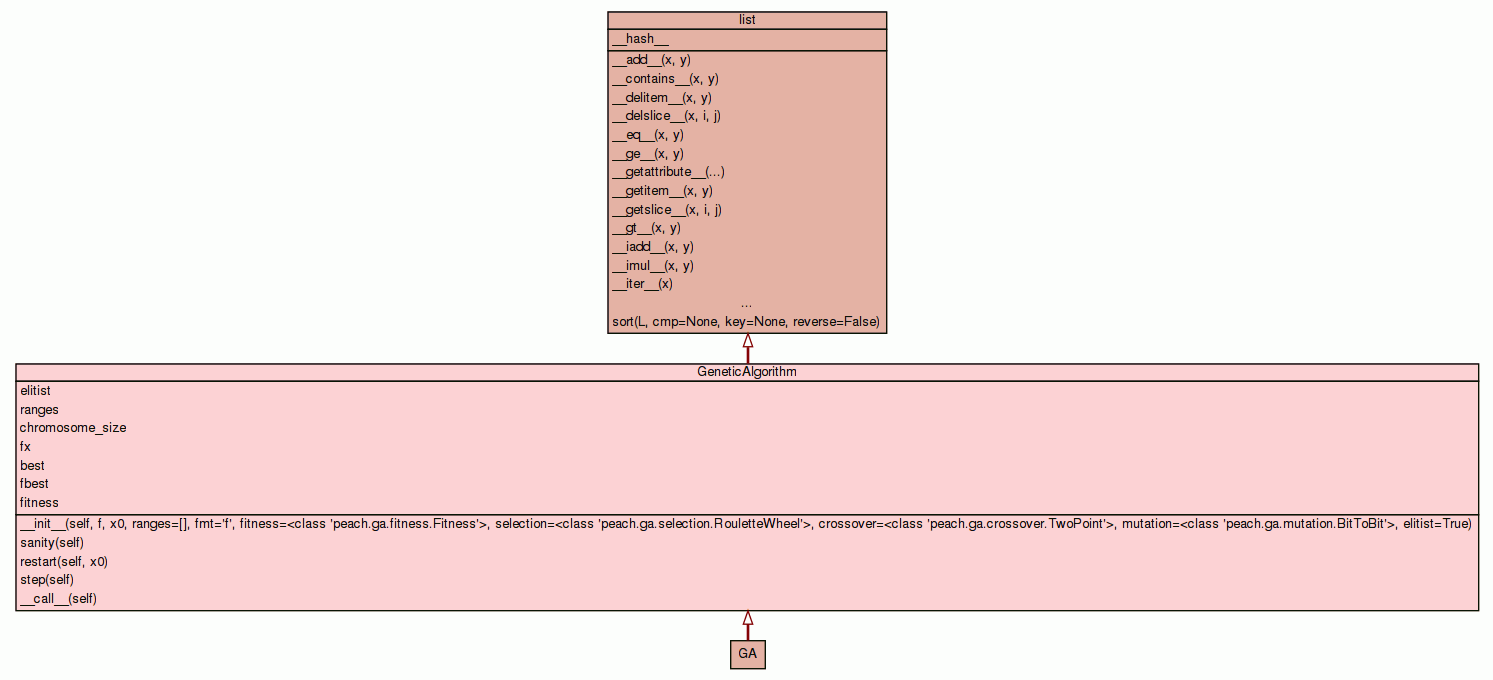 list
__hash__
__add__(x, y)
__contains__(x, y)
__delitem__(x, y)
__delslice__(x, i, j)
__eq__(x, y)
__ge__(x, y)
__getattribute__(...)
__getitem__(x, y)
__getslice__(x, i, j)
__gt__(x, y)
__iadd__(x, y)
__imul__(x, y)
__iter__(x)
...
sort(L, cmp=None, key=None, reverse=False)
GeneticAlgorithm
elitist
ranges
chromosome_size
fx
best
fbest
fitness
__init__(self, f, x0, ranges=[], fmt='f', fitness=<class 'peach.ga.fitness.Fitness'>, selection=<class 'peach.ga.selection.RouletteWheel'>, crossover=<class 'peach.ga.crossover.TwoPoint'>, mutation=<class 'peach.ga.mutation.BitToBit'>, elitist=True)
sanity(self)
restart(self, x0)
step(self)
__call__(self)
GA